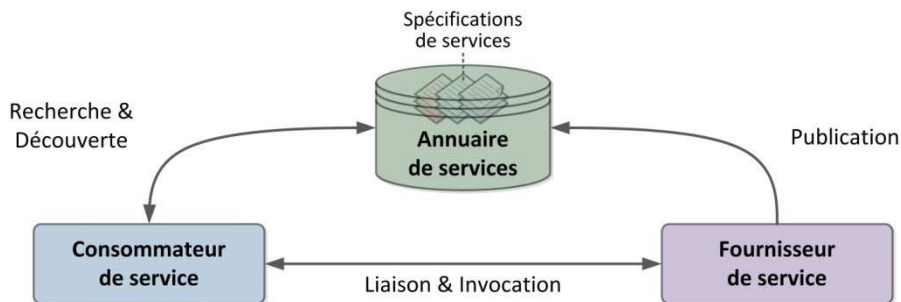 Spécifications
de services
Recherche &
Découverte
Annuaire
de services
Publication
Consommateur
de service
Liaison & Invocation
Fournisseur
de service